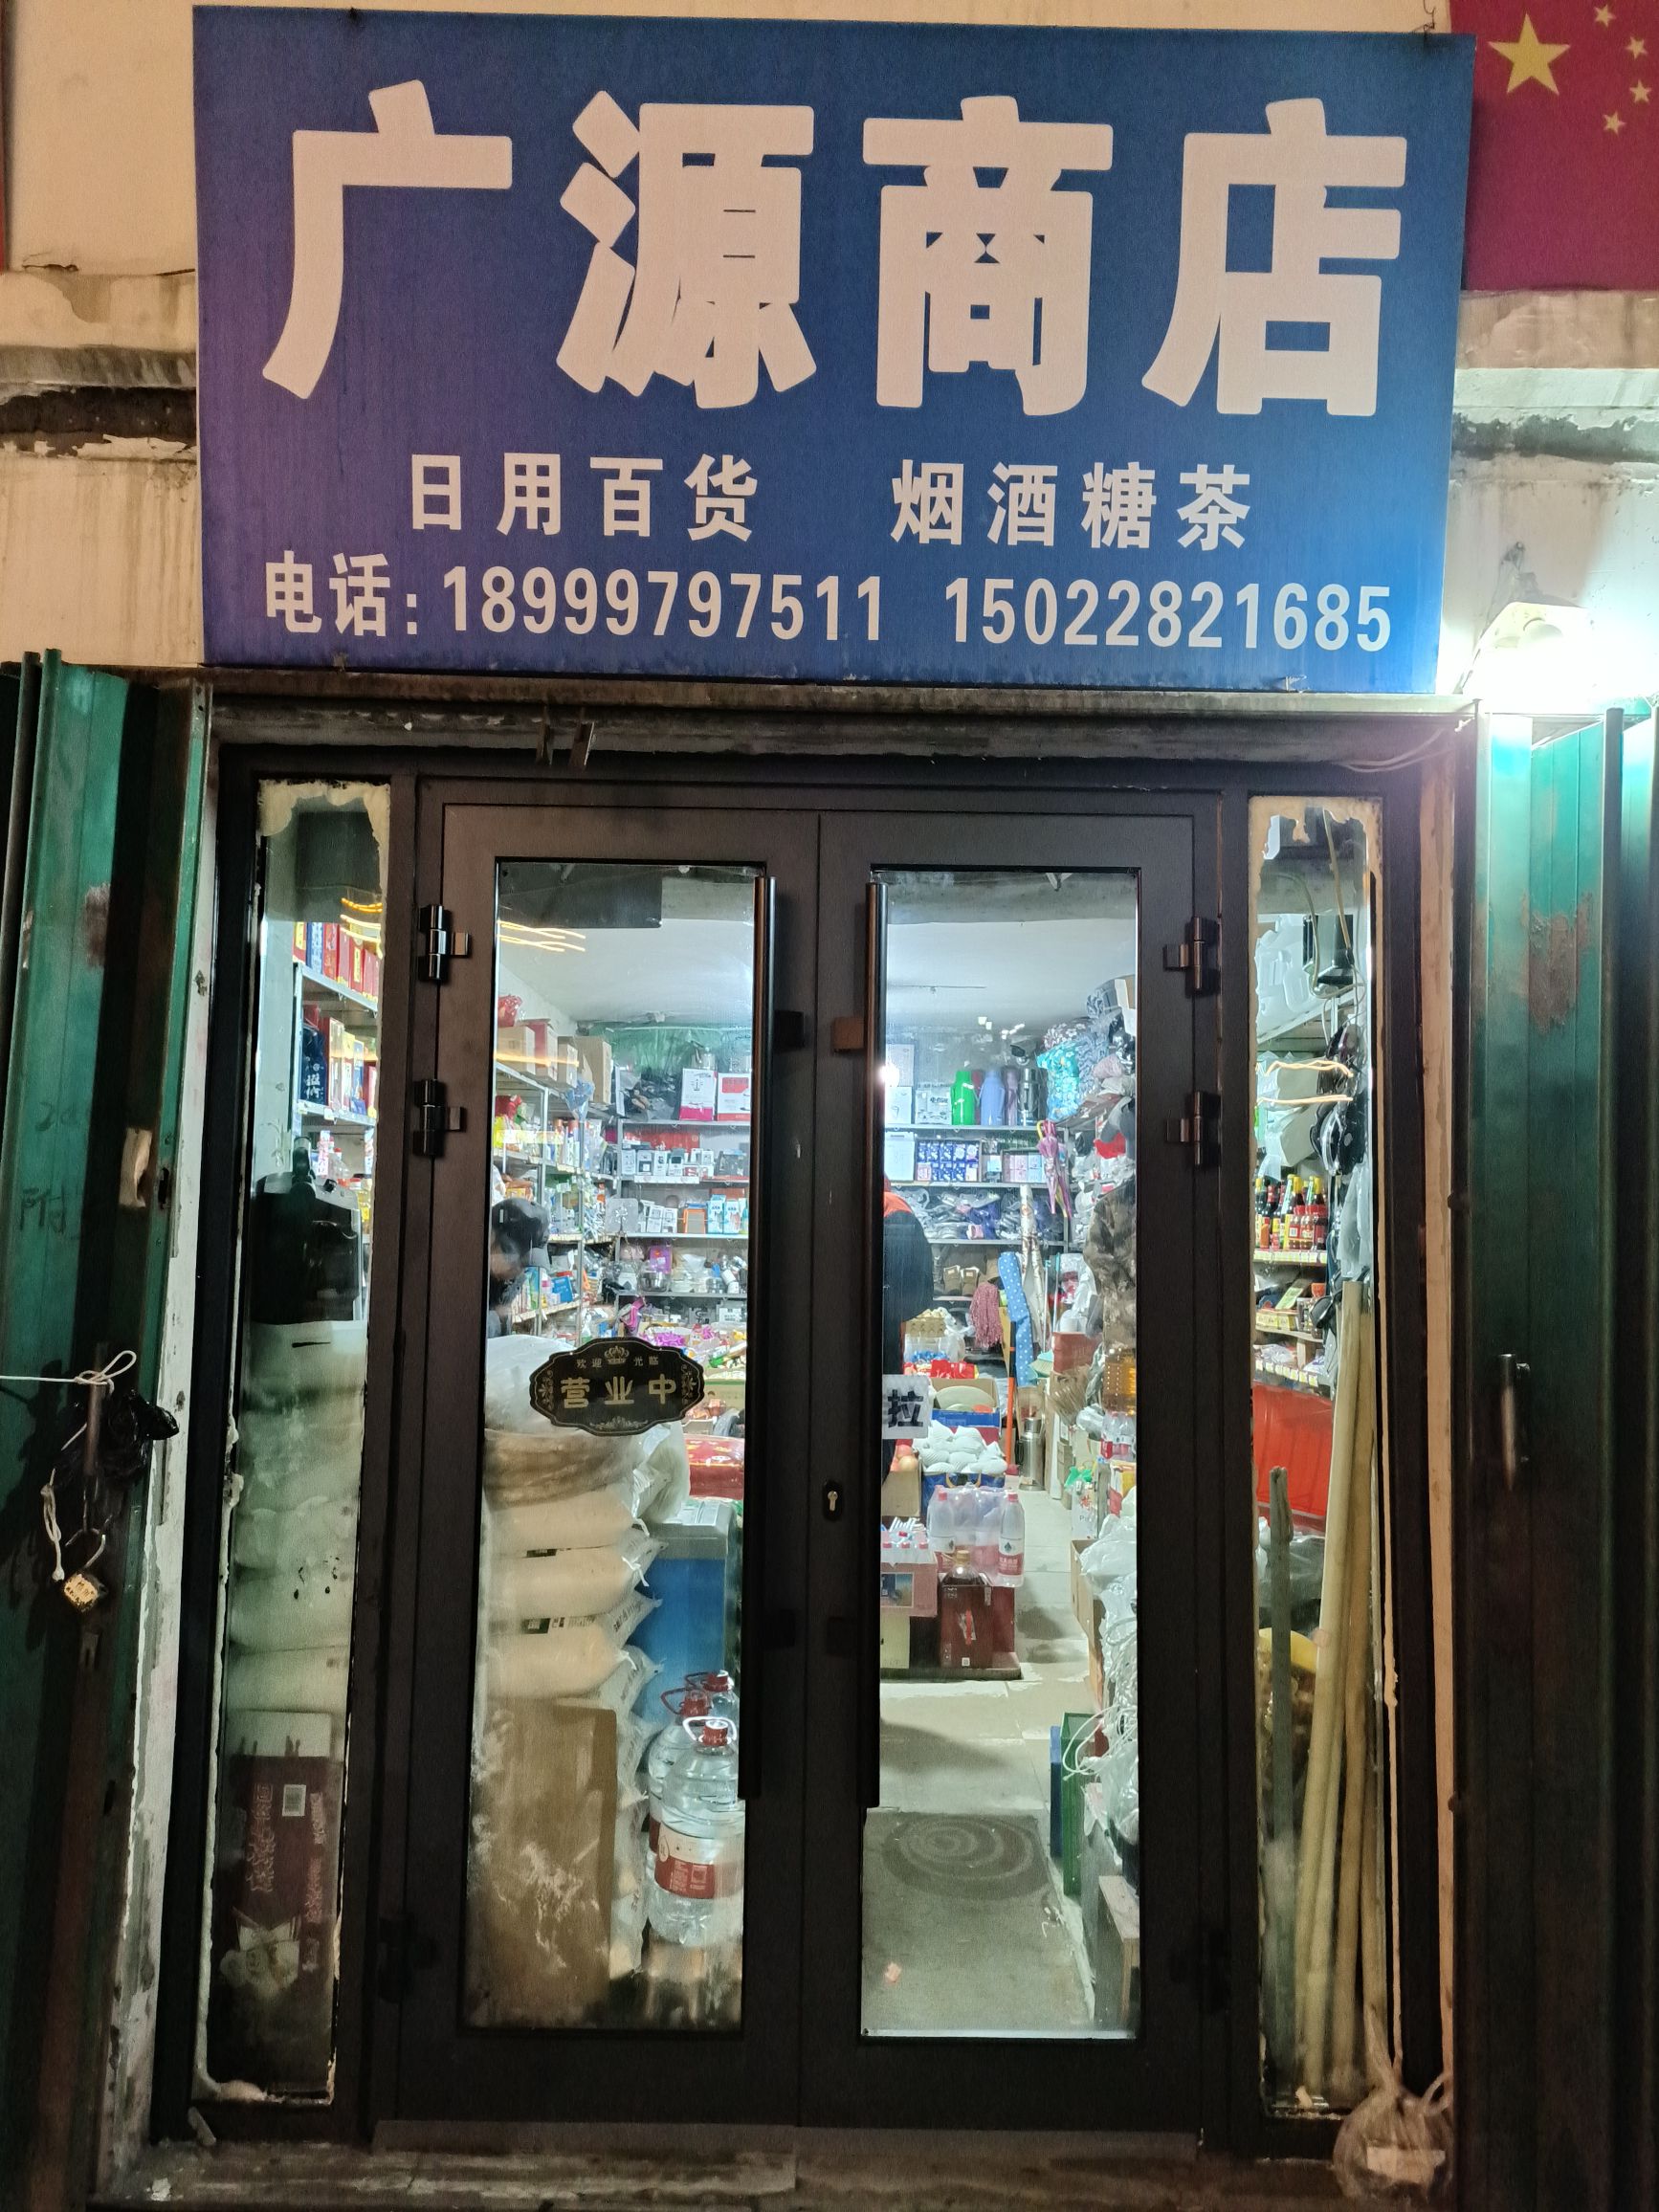 广源商店
日用百货 烟酒糖茶
电话:18999797511 15022821685
欢迎 光临
营业中
拉